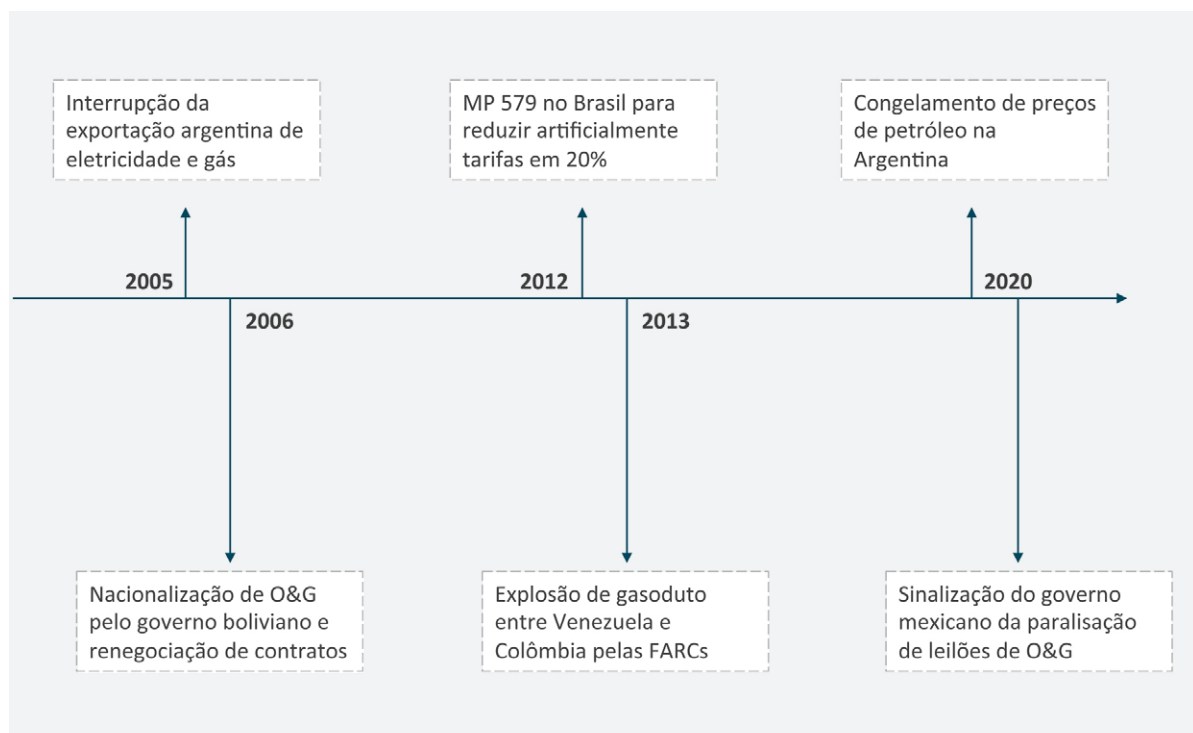 Interrupção da
exportação argentina de
eletricidade e gás
MP 579 no Brasil para
reduzir artificialmente
tarifas em 20%
Congelamento de preços
de petróleo na
Argentina
2005
2012
2020
2006
2013
Nacionalização de O&G
pelo governo boliviano e
renegociação de contratos
Explosão de gasoduto
entre Venezuela e
Colômbia pelas FARCs
Sinalização do governo
mexicano da paralisação
de leilões de O&G